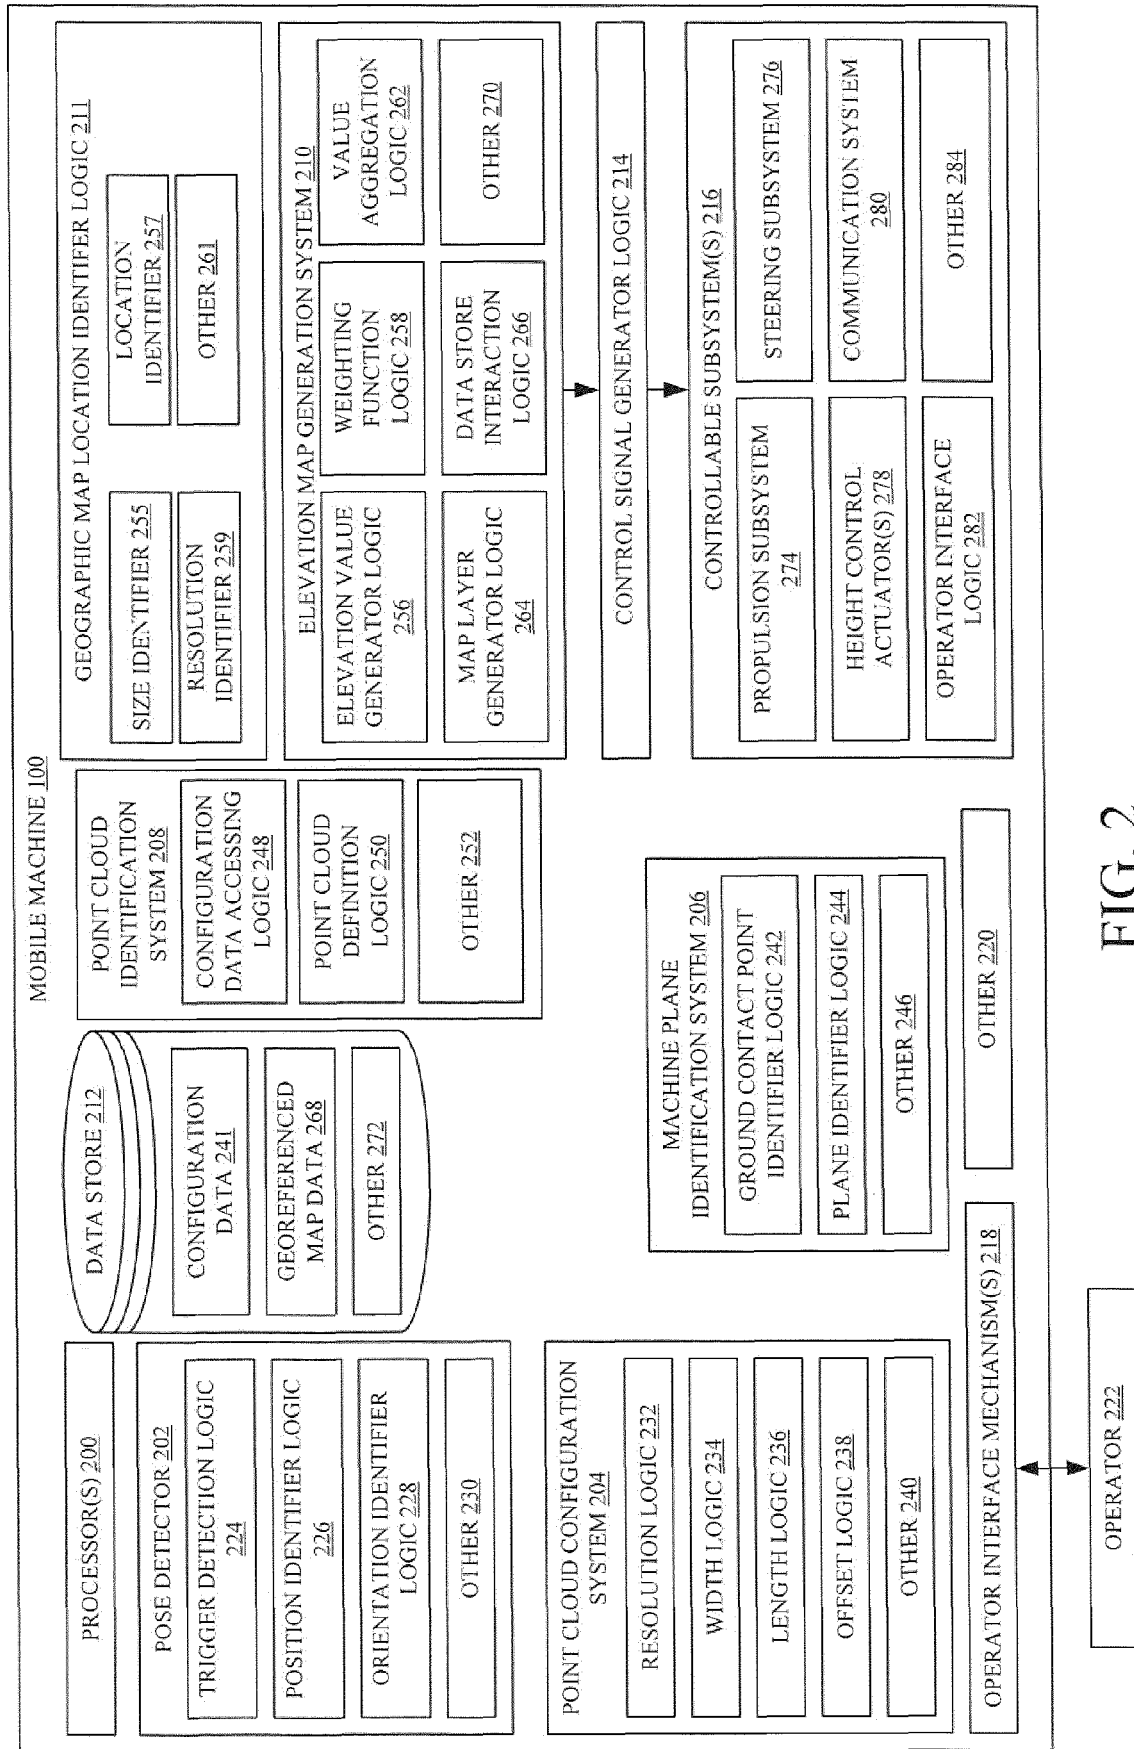 MOBILE MACHINE 100
PROCESSOR(S) 200
POSE DETECTOR 202
TRIGGER DETECTION LOGIC
224
POSITION IDENTIFIER LOGIC
226
ORIENTATION IDENTIFIER
LOGIC 228
OTHER 230
POINT CLOUD CONFIGURATION
SYSTEM 204
RESOLUTION LOGIC 232
WIDTH LOGIC 234
LENGTH LOGIC 236
OFFSET LOGIC 238
OTHER 240
OPERATOR INTERFACE MECHANISM(S) 218
OPERATOR 222
DATA STORE 212
CONFIGURATION
DATA 241
GEOREFERENCED
MAP DATA 268
OTHER 272
MACHINE PLANE
IDENTIFICATION SYSTEM 206
GROUND CONTACT POINT
IDENTIFIER LOGIC 242
PLANE IDENTIFIER LOGIC 244
OTHER 246
OTHER 220
POINT CLOUD
IDENTIFICATION
SYSTEM 208
CONFIGURATION
DATA ACCESSING
LOGIC 248
POINT CLOUD
DEFINITION
LOGIC 250
OTHER 252
GEOGRAPHIC MAP LOCATION IDENTIFER LOGIC 211
SIZE IDENTIFIER 255
LOCATION
IDENTIFIER 257
RESOLUTION
IDENTIFIER 259
OTHER 261
ELEVATION MAP GENERATION SYSTEM 210
ELEVATION VALUE
GENERATOR LOGIC
256
WEIGHTING
FUNCTION
LOGIC 258
VALUE
AGGREGATION
LOGIC 262
MAP LAYER
GENERATOR LOGIC
264
DATA STORE
INTERACTION
LOGIC 266
OTHER 270
CONTROL SIGNAL GENERATOR LOGIC 214
CONTROLLABLE SUBSYSTEM(S) 216
PROPULSION SUBSYSTEM
274
STEERING SUBSYSTEM 276
HEIGHT CONTROL
ACTUATOR(S) 278
COMMUNICATION SYSTEM
280
OPERATOR INTERFACE
LOGIC 282
OTHER 284
FIG. 2